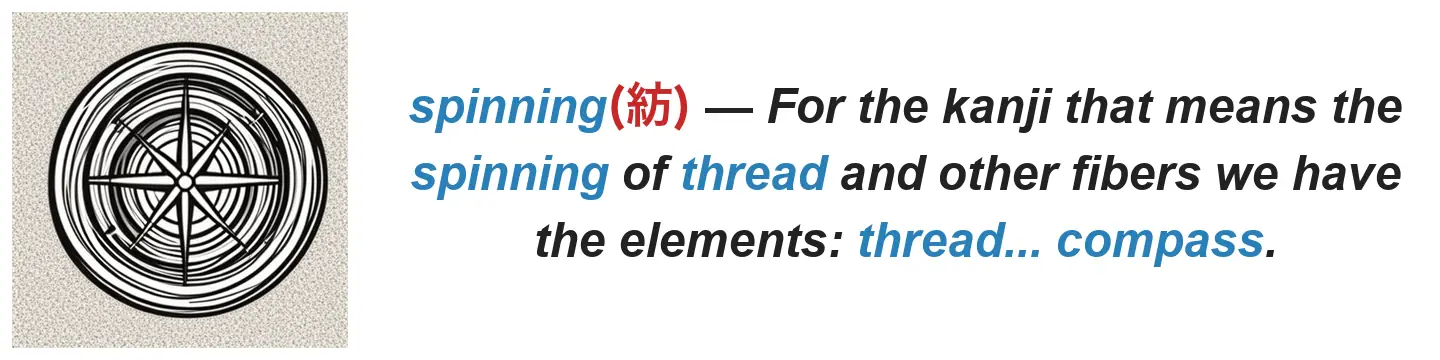 spinning(紡) — For the kanji that means the
spinning of thread and other fibers we have
the elements: thread... compass.